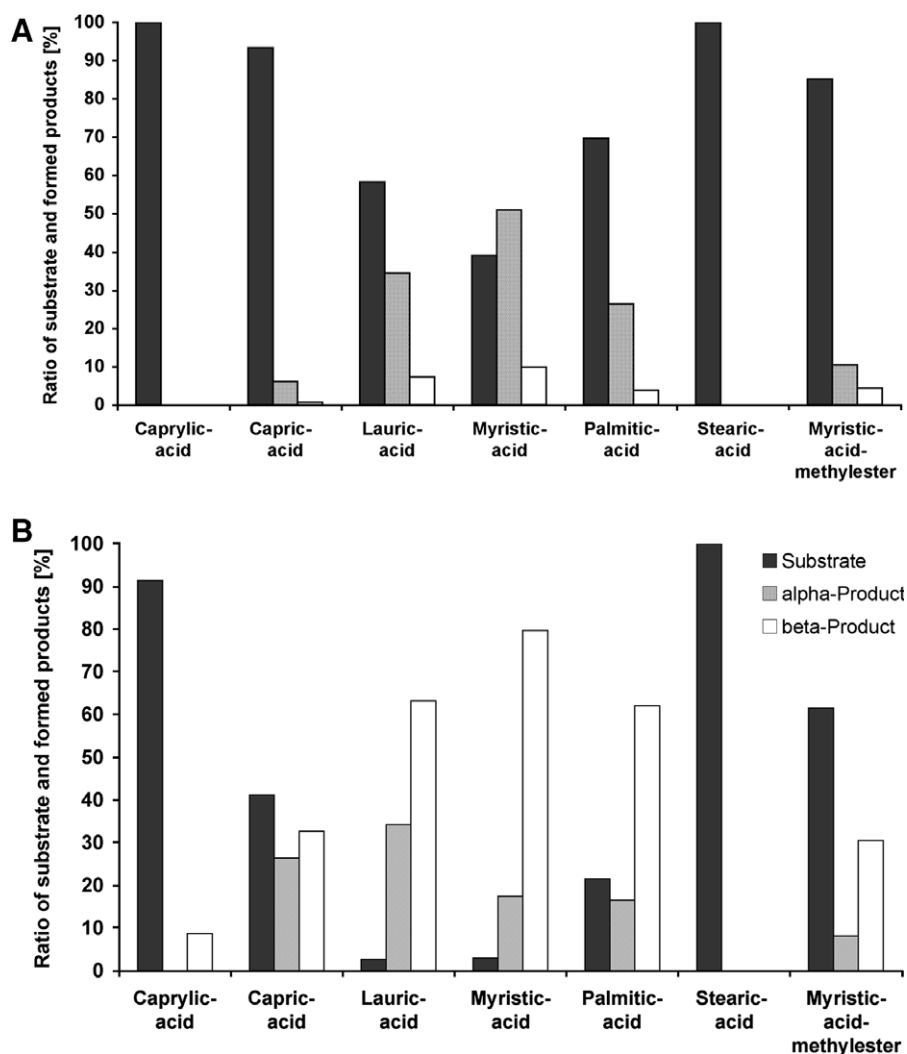 A
Ratio of substrate and formed products [%]
100
90
80
70
60
50
40
30
20
10
0
Caprylic-
acid
Capric-
acid
Lauric-
acid
Myristic-
acid
Palmitic-
acid
Stearic-
acid
Myristic-
acid-
methylester
B
Ratio of substrate and formed products [%]
100
90
80
70
60
50
40
30
20
10
0
Substrate
alpha-Product
beta-Product
Caprylic-
acid
Capric-
acid
Lauric-
acid
Myristic-
acid
Palmitic-
acid
Stearic-
acid
Myristic-
acid-
methylester